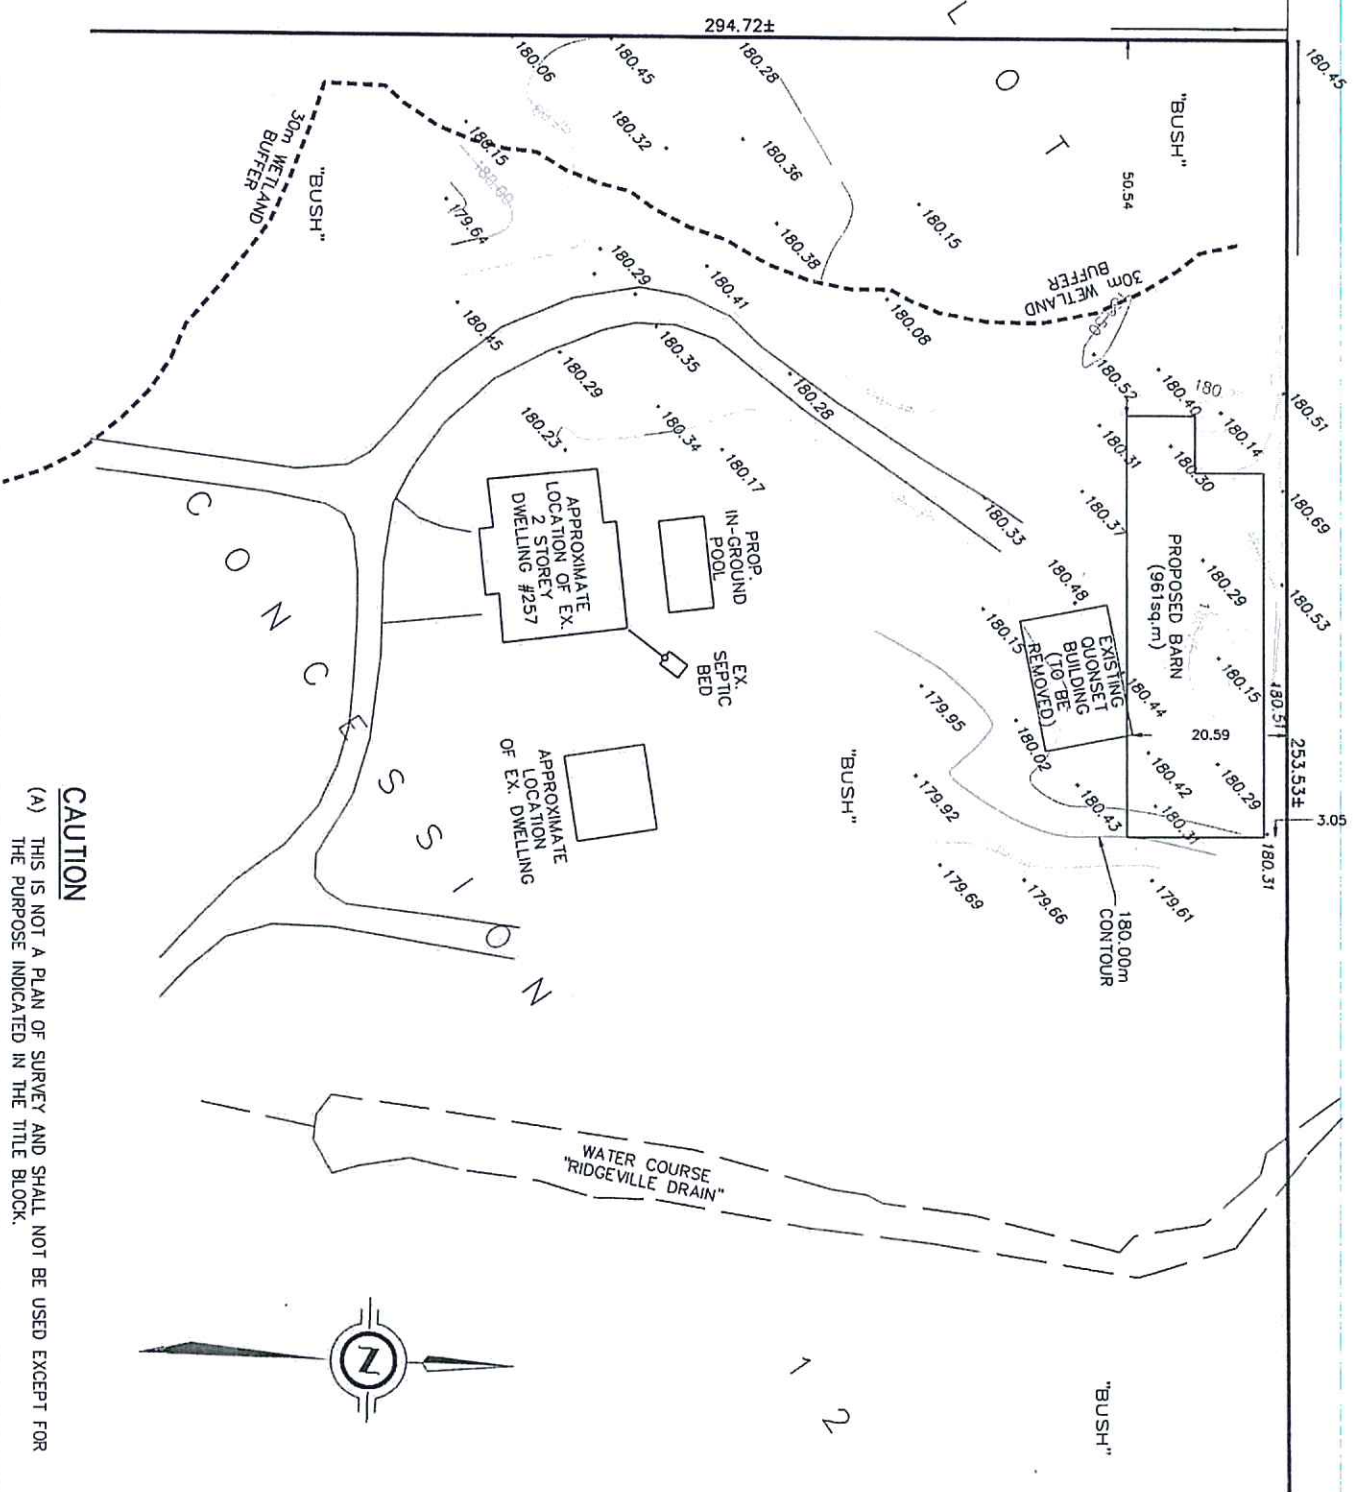 294.72±
L
O
T
"BUSH"
180.45
50.54
180.06
180.45
180.28
180.32
180.36
180.15
180.38
180.15
179.64
30m WETLAND
BUFFER
"BUSH"
30m WETLAND
BUFFER
180.29
180.41
180.08
180.45
180.35
180.29
180.28
180.34
180.23
180.17
180.33
180.52
180.40
180.51
180.14
180.31
180.30
180.69
180.37
180.29
180.53
180.48
180.15
180.15
180.44
180.51
20.59
253.53±
3.05
180.02
180.42
180.29
180.43
180.31
180.31
179.95
179.92
179.69
179.66
179.61
PROPOSED BARN
(961sq.m)
EXISTING
QUONSET
BUILDING
(TO BE
REMOVED)
PROP.
IN-GROUND
POOL
APPROXIMATE
LOCATION OF EX.
2 STOREY
DWELLING #257
EX.
SEPTIC
BED
APPROXIMATE
LOCATION
OF EX. DWELLING
"BUSH"
180.00m
CONTOUR
C O N C E S S I O N
WATER COURSE
"RIDGEVILLE DRAIN"
1 2
"BUSH"
N
CAUTION
(A) THIS IS NOT A PLAN OF SURVEY AND SHALL NOT BE USED EXCEPT FOR
THE PURPOSE INDICATED IN THE TITLE BLOCK.